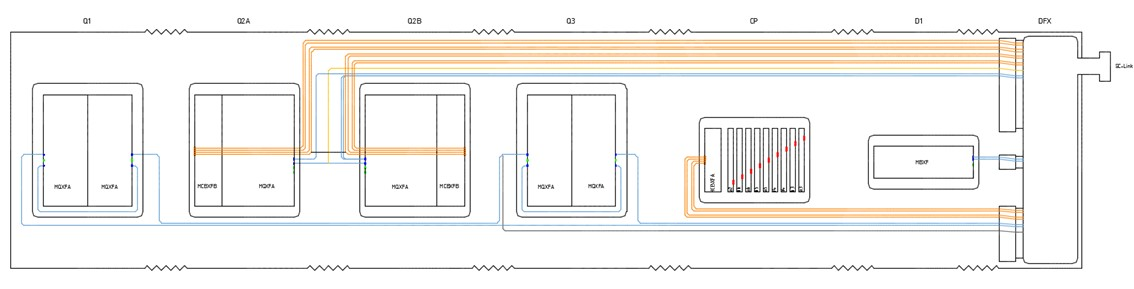 Q1 Q2A Q2B Q3 CP D1 DFX
SC-Link
MQXFA MQXFA MCBXFB MQXFA MQXFA MCBXFB MQXFA MQXFA MCBXFA MBXF